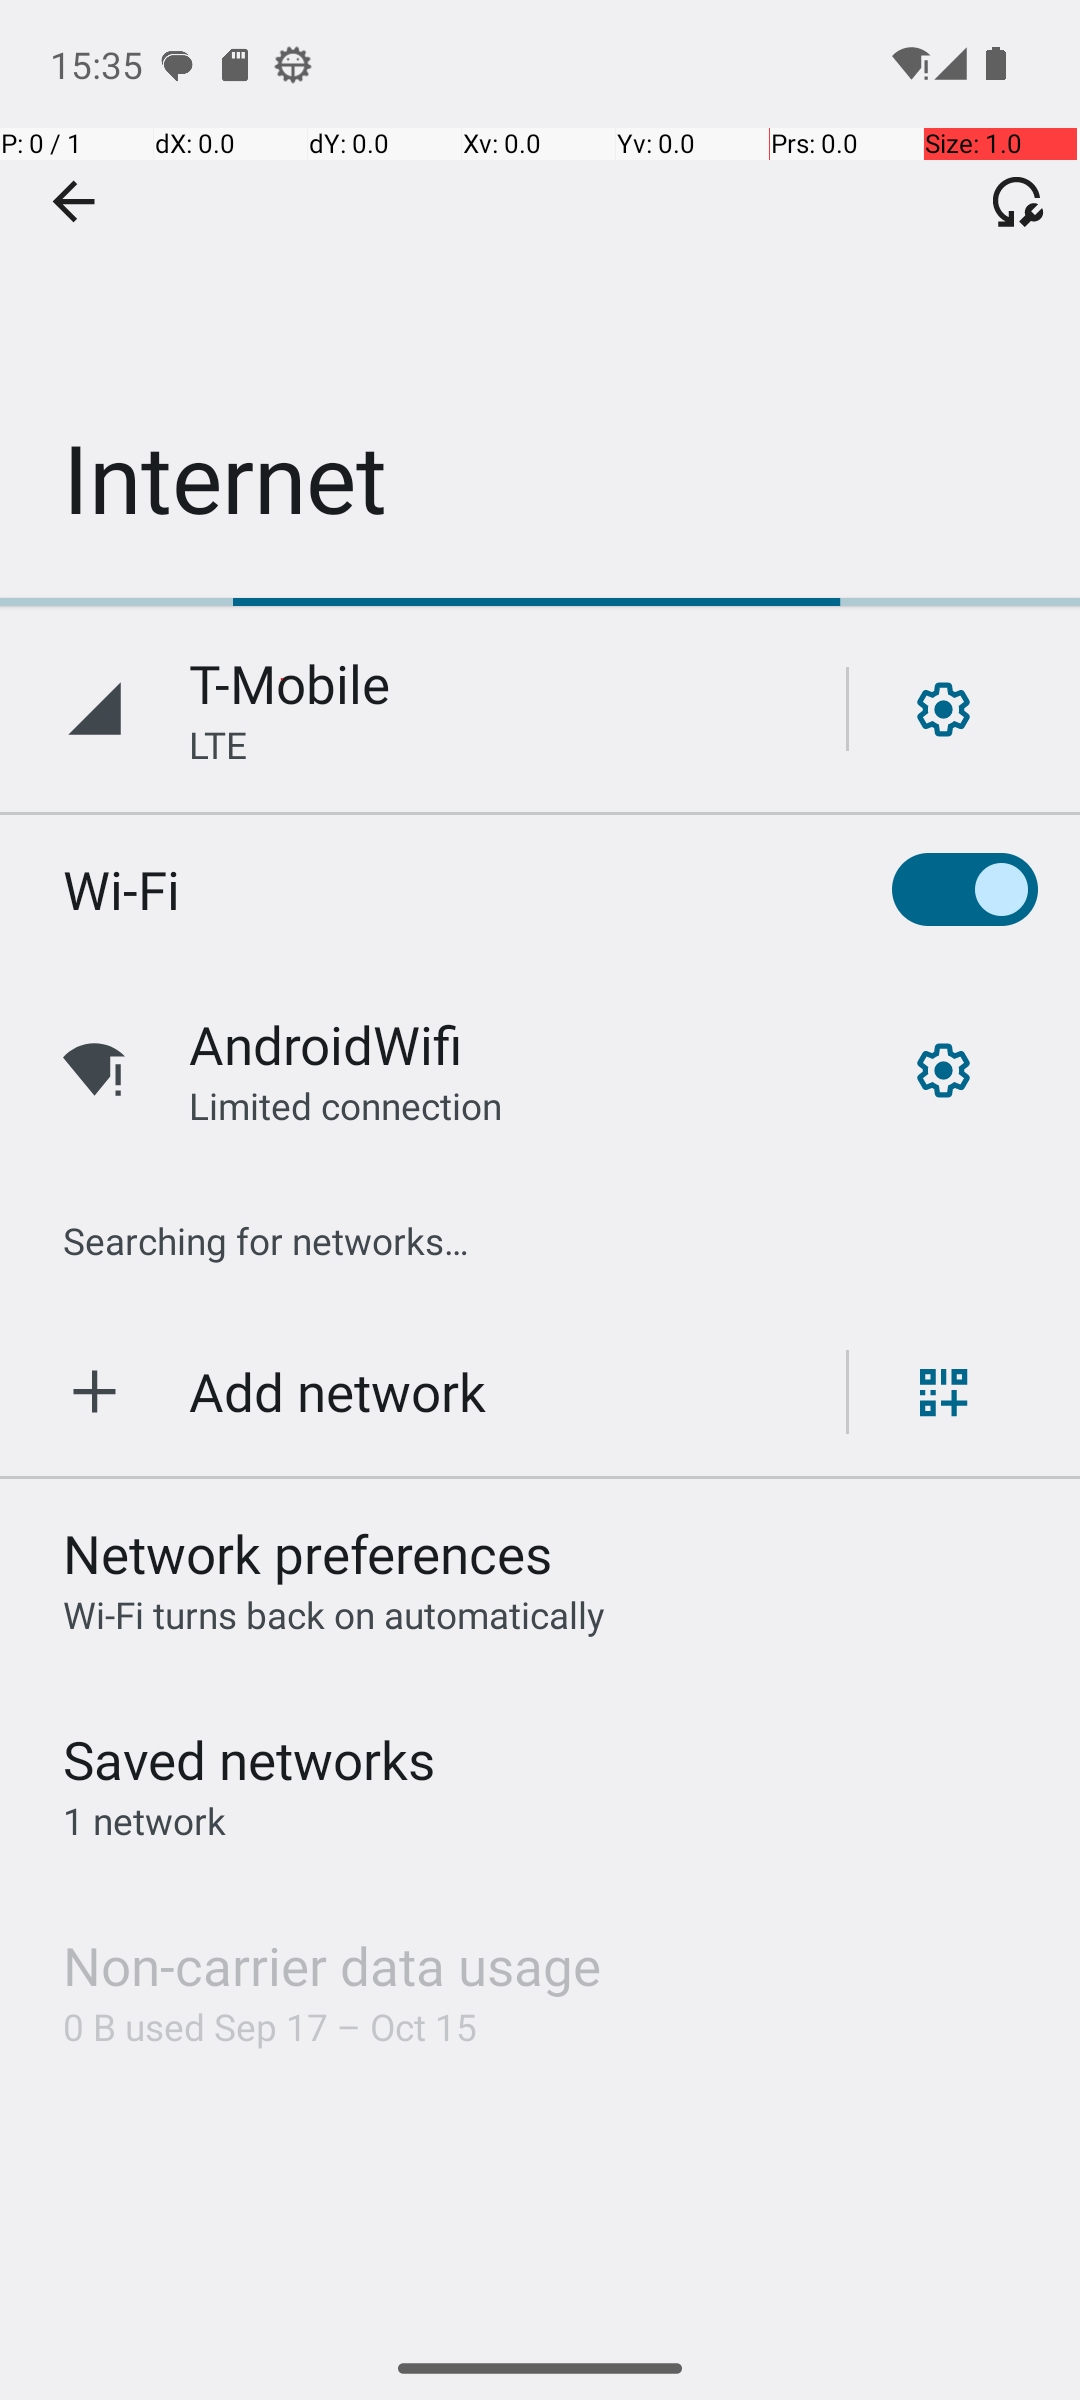 15:35
P: 0 / 1 dX: 0.0 dY: 0.0 Xv: 0.0 Yv: 0.0 Prs: 0.0 Size: 1.0
Internet
T-Mobile
LTE
Wi-Fi
AndroidWifi
Limited connection
Searching for networks…
Add network
Network preferences
Wi-Fi turns back on automatically
Saved networks
1 network
Non-carrier data usage
0 B used Sep 17 – Oct 15